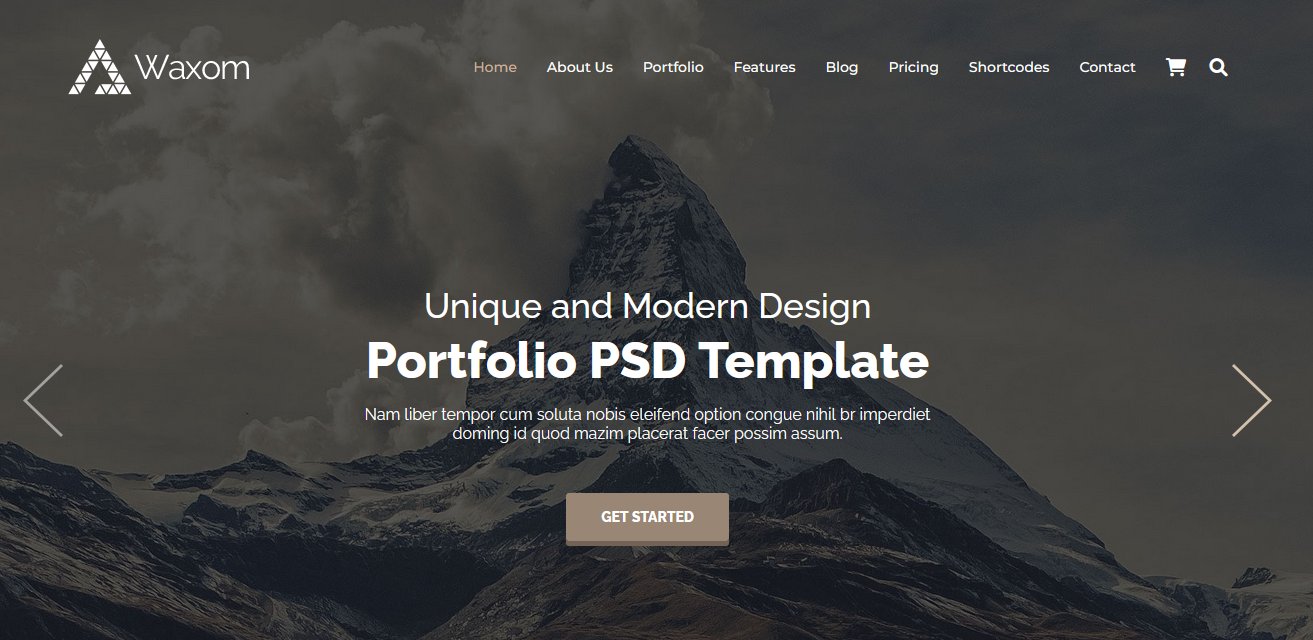 Waxom
Home About Us Portfolio Features Blog Pricing Shortcodes Contact
Unique and Modern Design
Portfolio PSD Template
Nam liber tempor cum soluta nobis eleifend option congue nihil br imperdiet
doming id quod mazim placerat facer possim assum.
GET STARTED